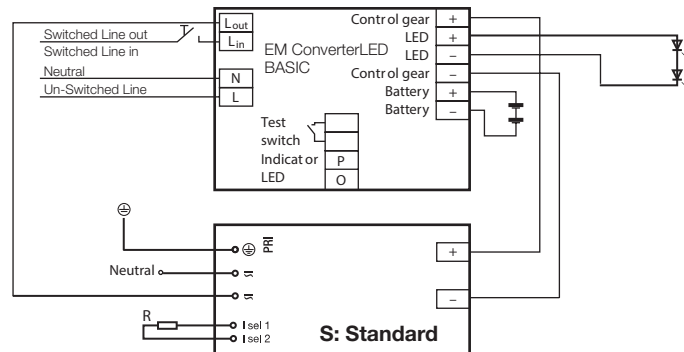 Switched Line out
Switched Line in
Neutral
Un-Switched Line
Lout
Lin
N
L
EM ConverterLED
BASIC
Control gear +
LED +
LED –
Control gear –
Battery +
Battery –
Test
switch
Indicator P
LED O
PRI
Neutral
R
I sel 1
I sel 2
+
–
S: Standard